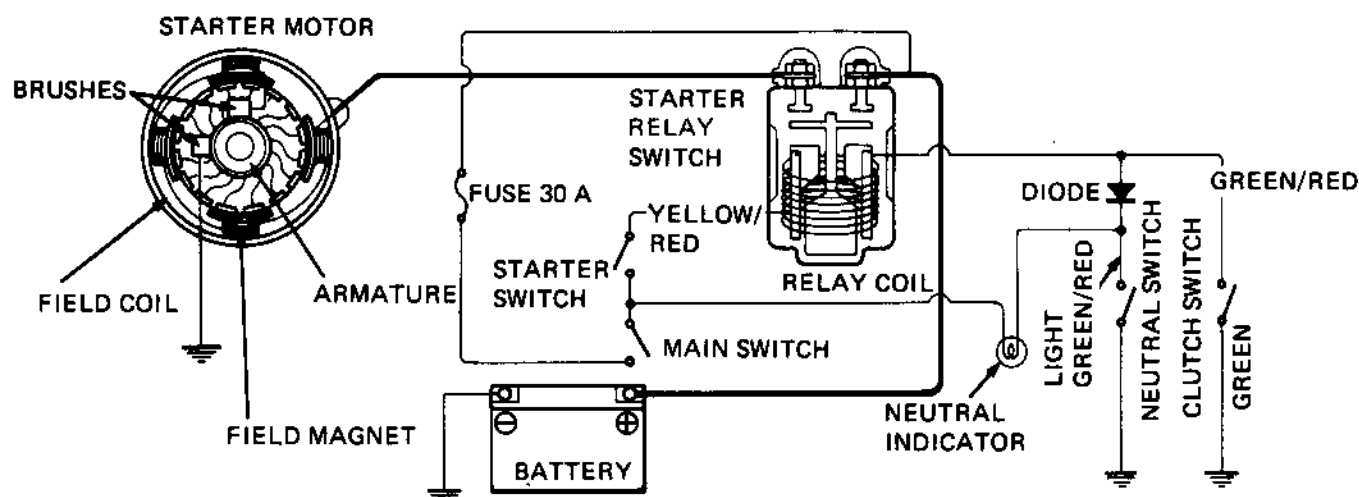 STARTER MOTOR
BRUSHES
FIELD COIL
ARMATURE
FIELD MAGNET
FUSE 30 A
STARTER
RELAY
SWITCH
YELLOW/
RED
STARTER
SWITCH
MAIN SWITCH
RELAY COIL
BATTERY
⊖ ⊕
NEUTRAL
INDICATOR
DIODE
LIGHT
GREEN/RED
NEUTRAL SWITCH
CLUTCH SWITCH
GREEN/RED
GREEN